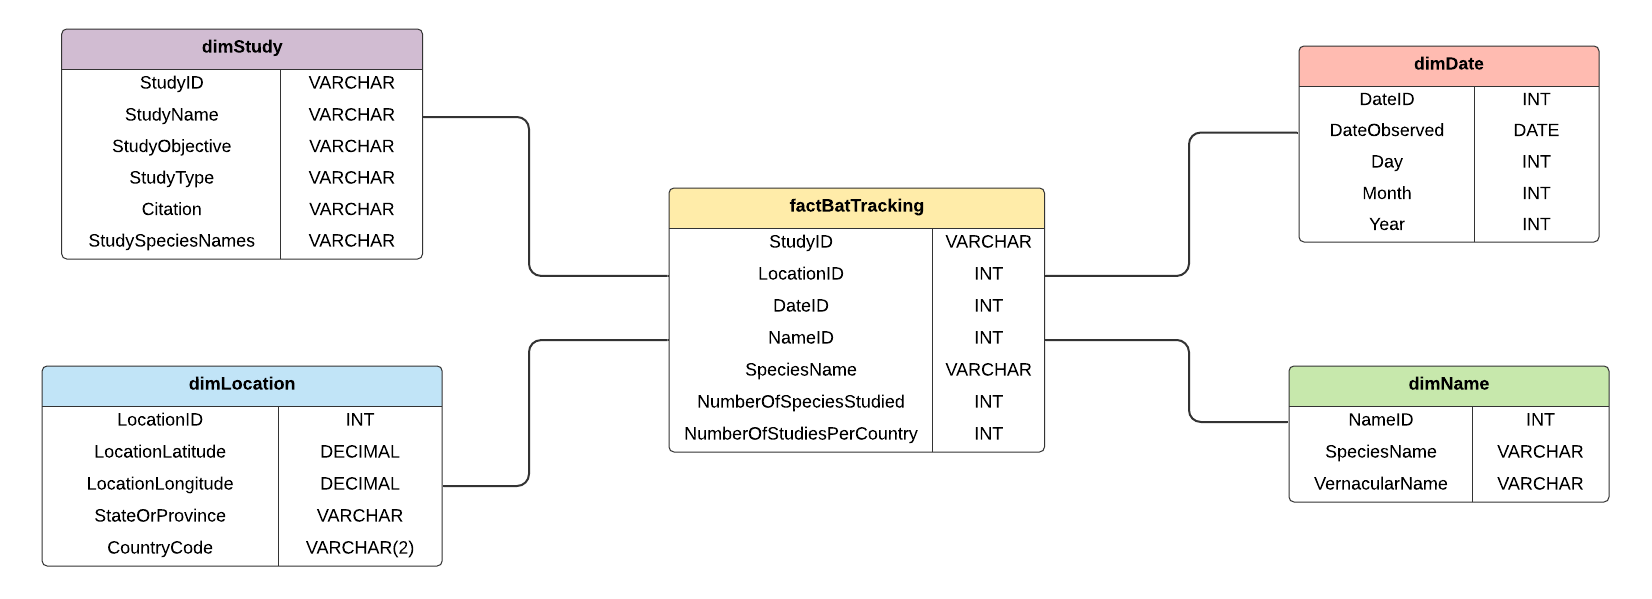 dimStudy
StudyID VARCHAR
StudyName VARCHAR
StudyObjective VARCHAR
StudyType VARCHAR
Citation VARCHAR
StudySpeciesNames VARCHAR
dimLocation
LocationID INT
LocationLatitude DECIMAL
LocationLongitude DECIMAL
StateOrProvince VARCHAR
CountryCode VARCHAR(2)
factBatTracking
StudyID VARCHAR
LocationID INT
DateID INT
NameID INT
SpeciesName VARCHAR
NumberOfSpeciesStudied INT
NumberOfStudiesPerCountry INT
dimDate
DateID INT
DateObserved DATE
Day INT
Month INT
Year INT
dimName
NameID INT
SpeciesName VARCHAR
VernacularName VARCHAR